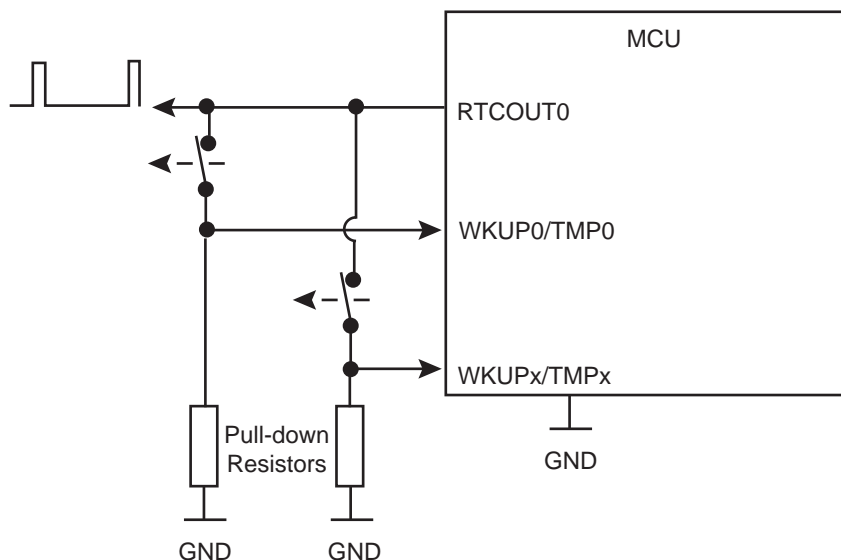 MCU
RTCOUT0
WKUP0/TMP0
WKUPx/TMPx
Pull-down
Resistors
GND
GND
GND